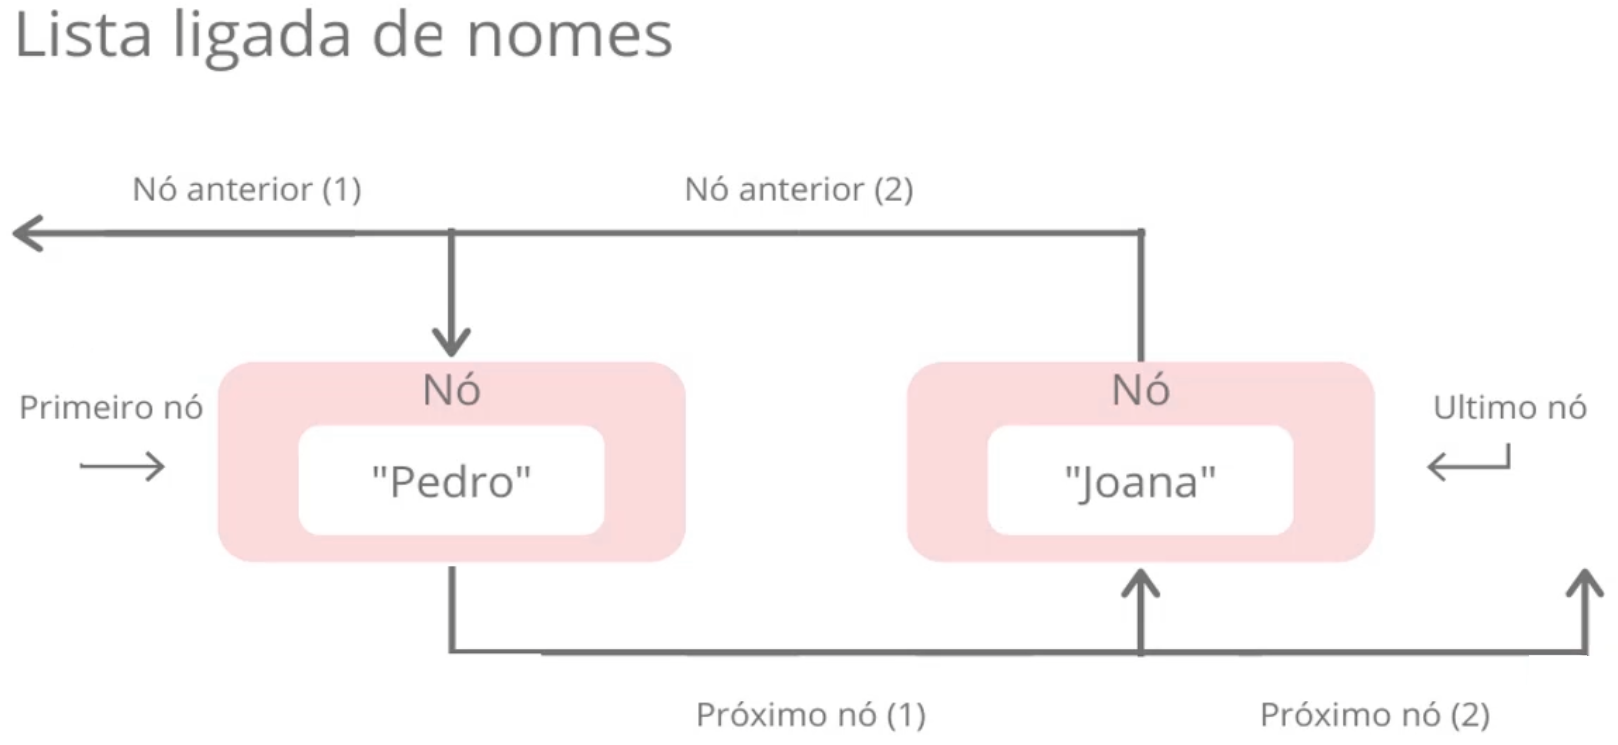 Lista ligada de nomes
Nó anterior (1)
Nó anterior (2)
Nó
Nó
Primeiro nó
Ultimo nó
"Pedro"
"Joana"
Próximo nó (1)
Próximo nó (2)